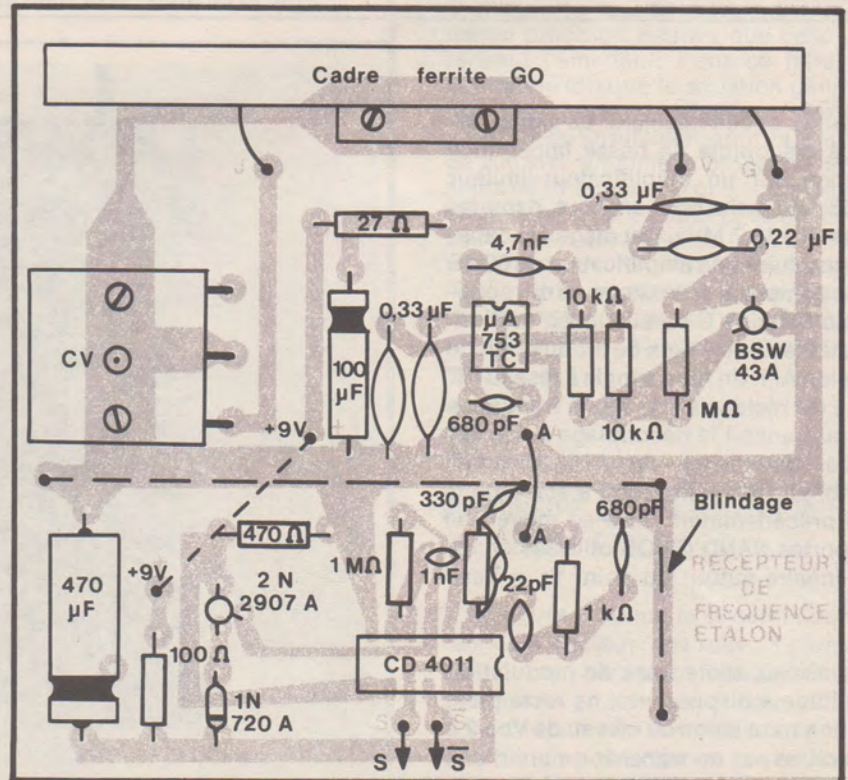 Cadre ferrite GO
J
V
G
0,33 µF
27 Ω
4,7nF
0,22 µF
CV
100
µF
+
0,33µF
µA
753
TC
10 kΩ
BSW
43A
680 pF
10 kΩ
1 MΩ
+9V
A
330 pF
680pF
Blindage
470 Ω
A
470
µF
+9V
2 N
2907 A
1 MΩ
1nF
22pF
1 kΩ
RECEPTEUR
DE
FREQUENCE
ETALON
100Ω
CD 4011
1N
720 A
S S
S S̅